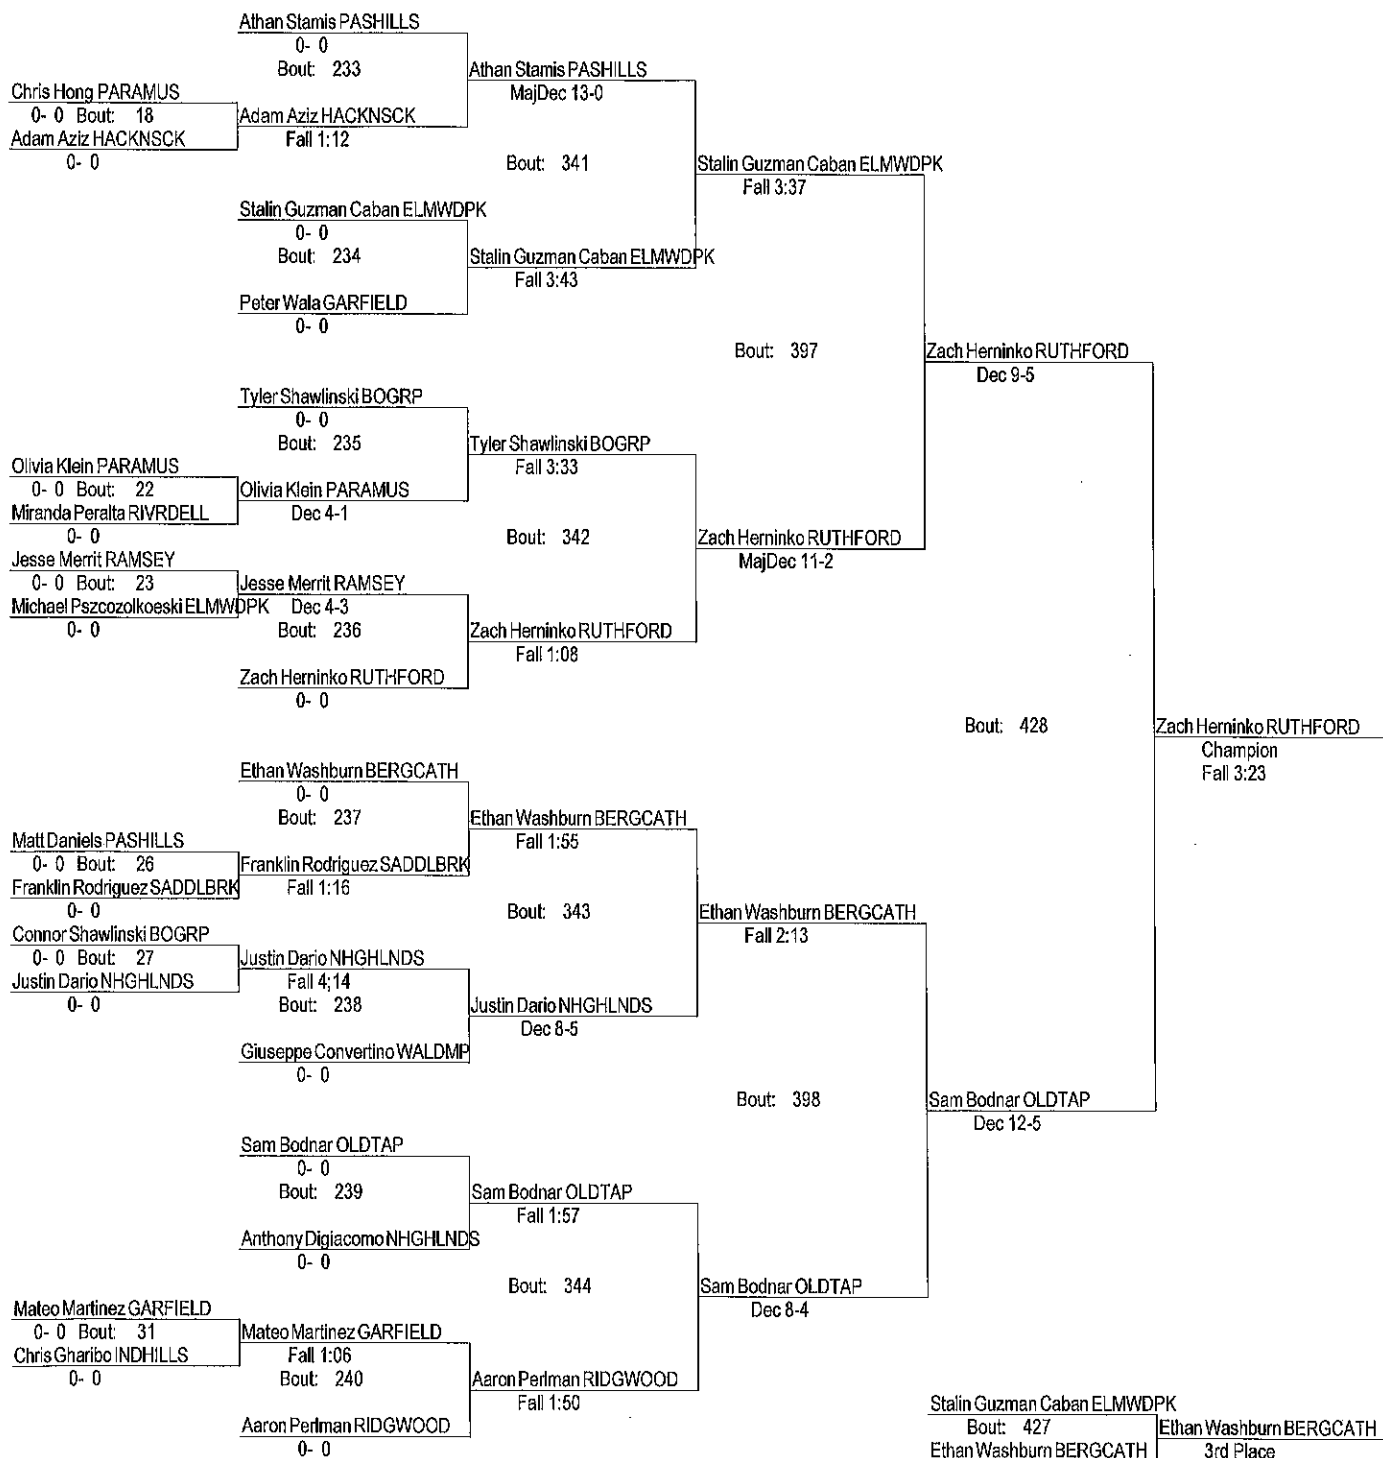 Athan Stamis PASHILLS
0- 0
Bout: 233
Athan Stamis PASHILLS
MajDec 13-0
Chris Hong PARAMUS
0- 0 Bout: 18
Adam Aziz HACKNSCK
0- 0
Adam Aziz HACKNSCK
Fall 1:12
Bout: 341
Stalin Guzman Caban ELMWDPK
Fall 3:37
Stalin Guzman Caban ELMWDPK
0- 0
Bout: 234
Stalin Guzman Caban ELMWDPK
Fall 3:43
Peter Wala GARFIELD
0- 0
Bout: 397
Zach Herninko RUTHFORD
Dec 9-5
Tyler Shawlinski BOGRP
0- 0
Bout: 235
Tyler Shawlinski BOGRP
Fall 3:33
Olivia Klein PARAMUS
0- 0 Bout: 22
Miranda Peralta RIVRDELL
0- 0
Olivia Klein PARAMUS
Dec 4-1
Bout: 342
Zach Herninko RUTHFORD
MajDec 11-2
Jesse Merrit RAMSEY
0- 0 Bout: 23
Michael Pszcozolkoeski ELMWDPK
0- 0
Jesse Merrit RAMSEY
Dec 4-3
Bout: 236
Zach Herninko RUTHFORD
Fall 1:08
Zach Herninko RUTHFORD
0- 0
Bout: 428
Zach Herninko RUTHFORD
Champion
Fall 3:23
Ethan Washburn BERGCATH
0- 0
Bout: 237
Ethan Washburn BERGCATH
Fall 1:55
Matt Daniels PASHILLS
0- 0 Bout: 26
Franklin Rodriguez SADDLBRK
0- 0
Franklin Rodriguez SADDLBRK
Fall 1:16
Bout: 343
Ethan Washburn BERGCATH
Fall 2:13
Connor Shawlinski BOGRP
0- 0 Bout: 27
Justin Dario NHGHLNDS
0- 0
Justin Dario NHGHLNDS
Fall 4;14
Bout: 238
Justin Dario NHGHLNDS
Dec 8-5
Giuseppe Convertino WALDMP
0- 0
Bout: 398
Sam Bodnar OLDTAP
Dec 12-5
Sam Bodnar OLDTAP
0- 0
Bout: 239
Sam Bodnar OLDTAP
Fall 1:57
Anthony Digiacomo NHGHLNDS
0- 0
Bout: 344
Sam Bodnar OLDTAP
Dec 8-4
Mateo Martinez GARFIELD
0- 0 Bout: 31
Chris Gharibo INDHILLS
0- 0
Mateo Martinez GARFIELD
Fall 1:06
Bout: 240
Aaron Perlman RIDGWOOD
Fall 1:50
Aaron Perlman RIDGWOOD
0- 0
Stalin Guzman Caban ELMWDPK
Bout: 427
Ethan Washburn BERGCATH
Ethan Washburn BERGCATH
3rd Place